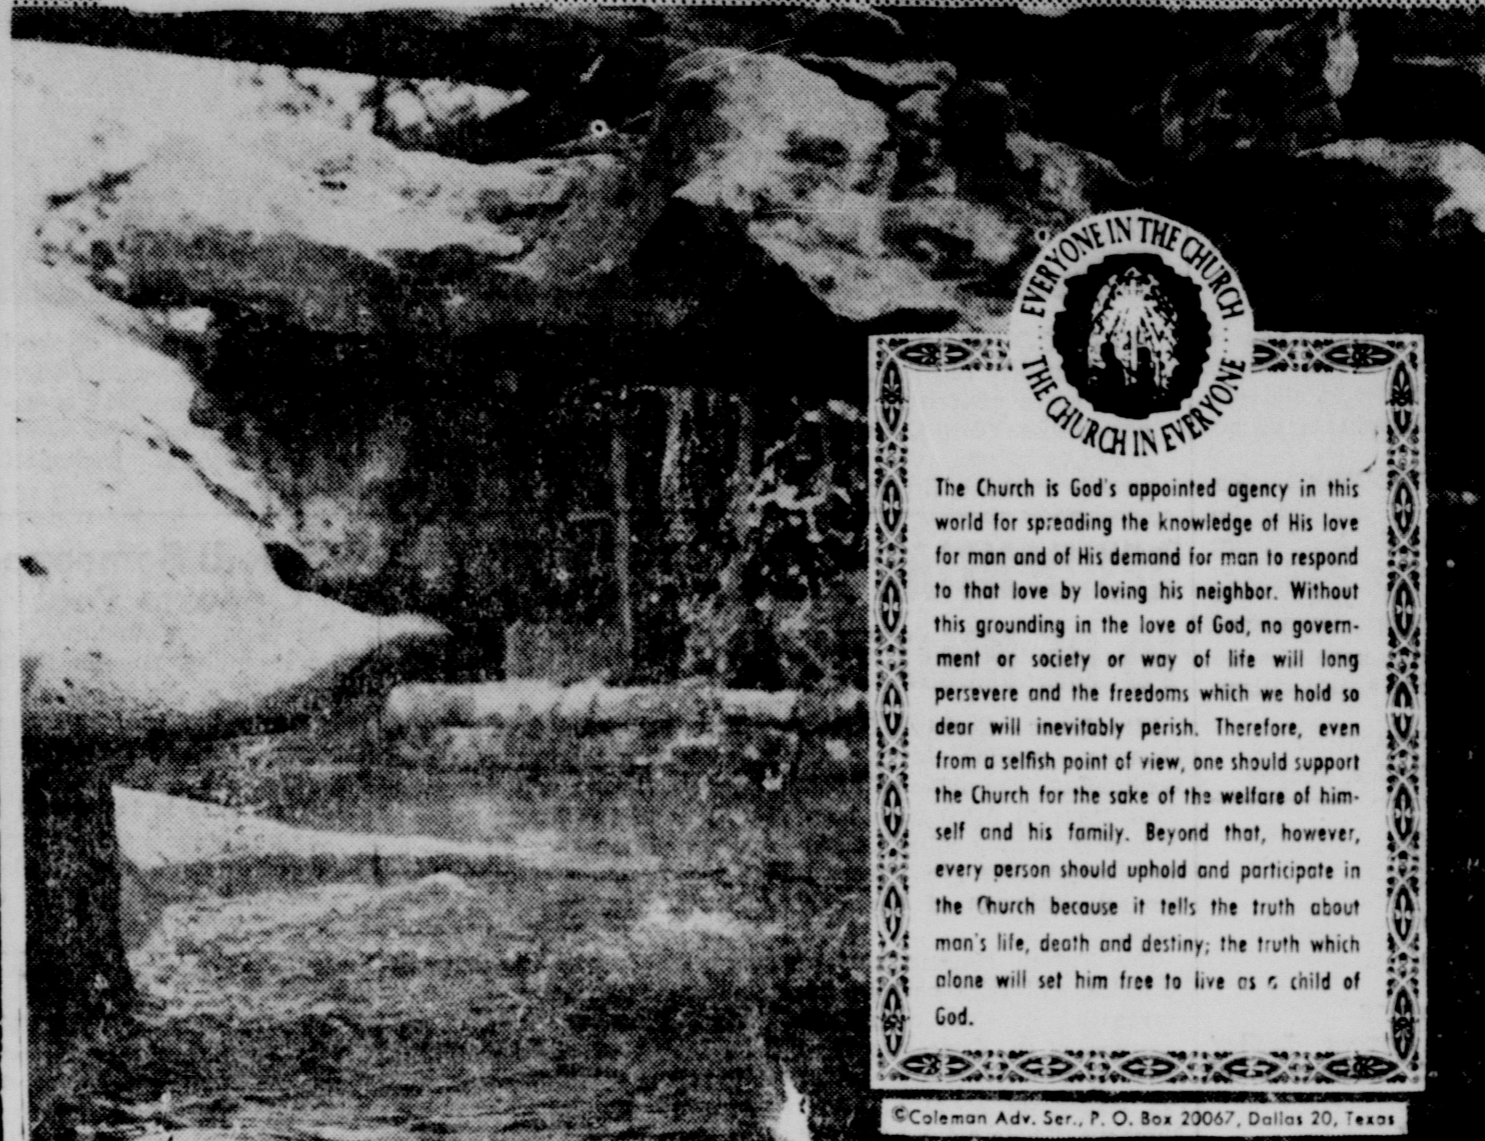 EVERYONE IN THE CHURCH
THE CHURCH IN EVERYONE
The Church is God's appointed agency in this
world for spreading the knowledge of His love
for man and of His demand for man to respond
to that love by loving his neighbor. Without
this grounding in the love of God, no govern-
ment or society or way of life will long
persevere and the freedoms which we hold so
dear will inevitably perish. Therefore, even
from a selfish point of view, one should support
the Church for the sake of the welfare of him-
self and his family. Beyond that, however,
every person should uphold and participate in
the Church because it tells the truth about
man's life, death and destiny; the truth which
alone will set him free to live as a child of
God.
©Coleman Adv. Ser., P. O. Box 20067, Dallas 20, Texas